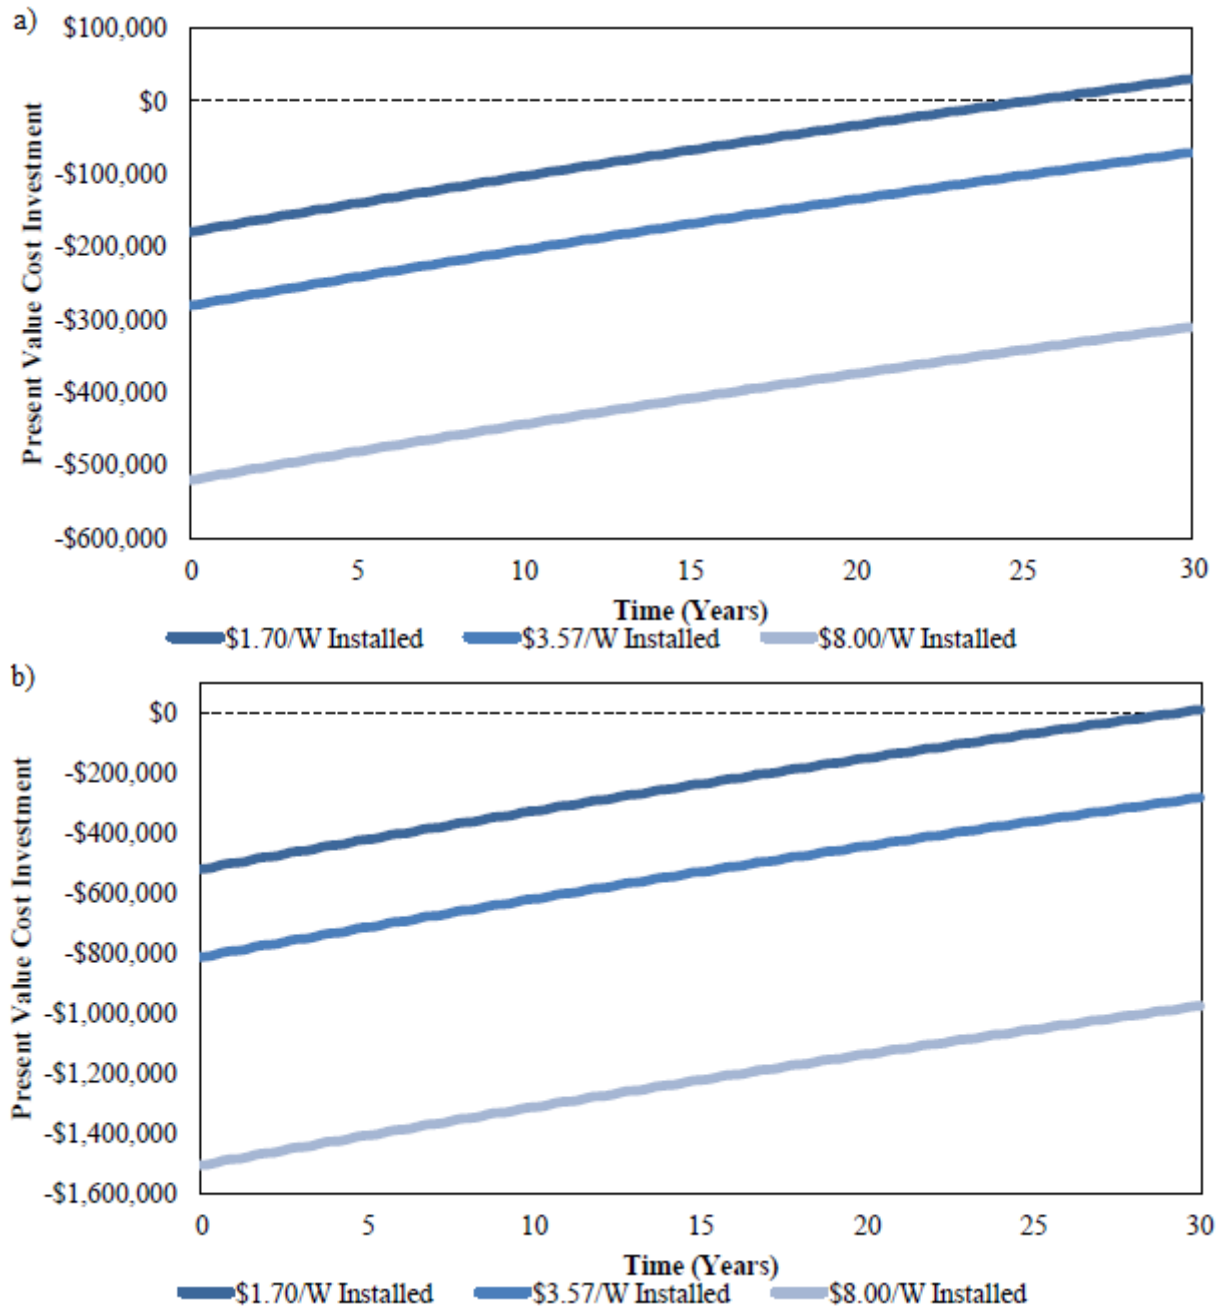 a)
$100,000
$0
-$100,000
-$200,000
-$300,000
-$400,000
-$500,000
-$600,000
Present Value Cost Investment
0 5 10 15 20 25 30
Time (Years)
$1.70/W Installed $3.57/W Installed $8.00/W Installed
b)
$0
-$200,000
-$400,000
-$600,000
-$800,000
-$1,000,000
-$1,200,000
-$1,400,000
-$1,600,000
Present Value Cost Investment
0 5 10 15 20 25 30
Time (Years)
$1.70/W Installed $3.57/W Installed $8.00/W Installed